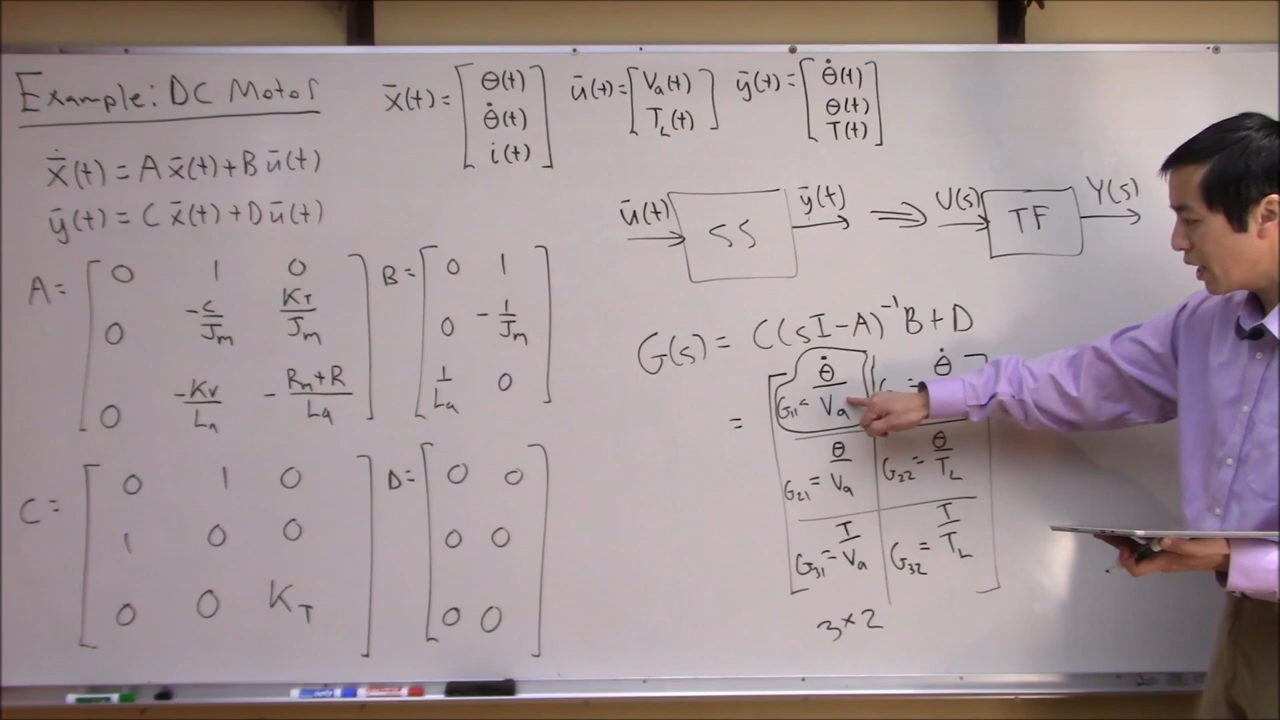 Example: DC Motor
x̄(t) = [θ(t) θ̇(t) i(t)] ū(t) = [Va(t) TL(t)] ȳ(t) = [θ̇(t) θ(t) T(t)]
ẋ̄(t) = A x̄(t) + B ū(t)
ȳ(t) = C x̄(t) + D ū(t)
ū(t) SS ȳ(t) ⇒ U(s) TF Y(s)
A = [
0 1 0
0 -c/Jm KT/Jm
0 -Kv/La -(Rm+R)/La
]
B = [
0 1
0 -1/Jm
1/La 0
]
C = [
0 1 0
1 0 0
0 0 KT
]
D = [
0 0
0 0
0 0
]
G(s) = C(sI-A)⁻¹B+D
= [
G11 = θ̇/Va = θ̇
G21 = θ/Va G22 = θ/TL
G31 = T/Va G32 = T/TL
]
3×2